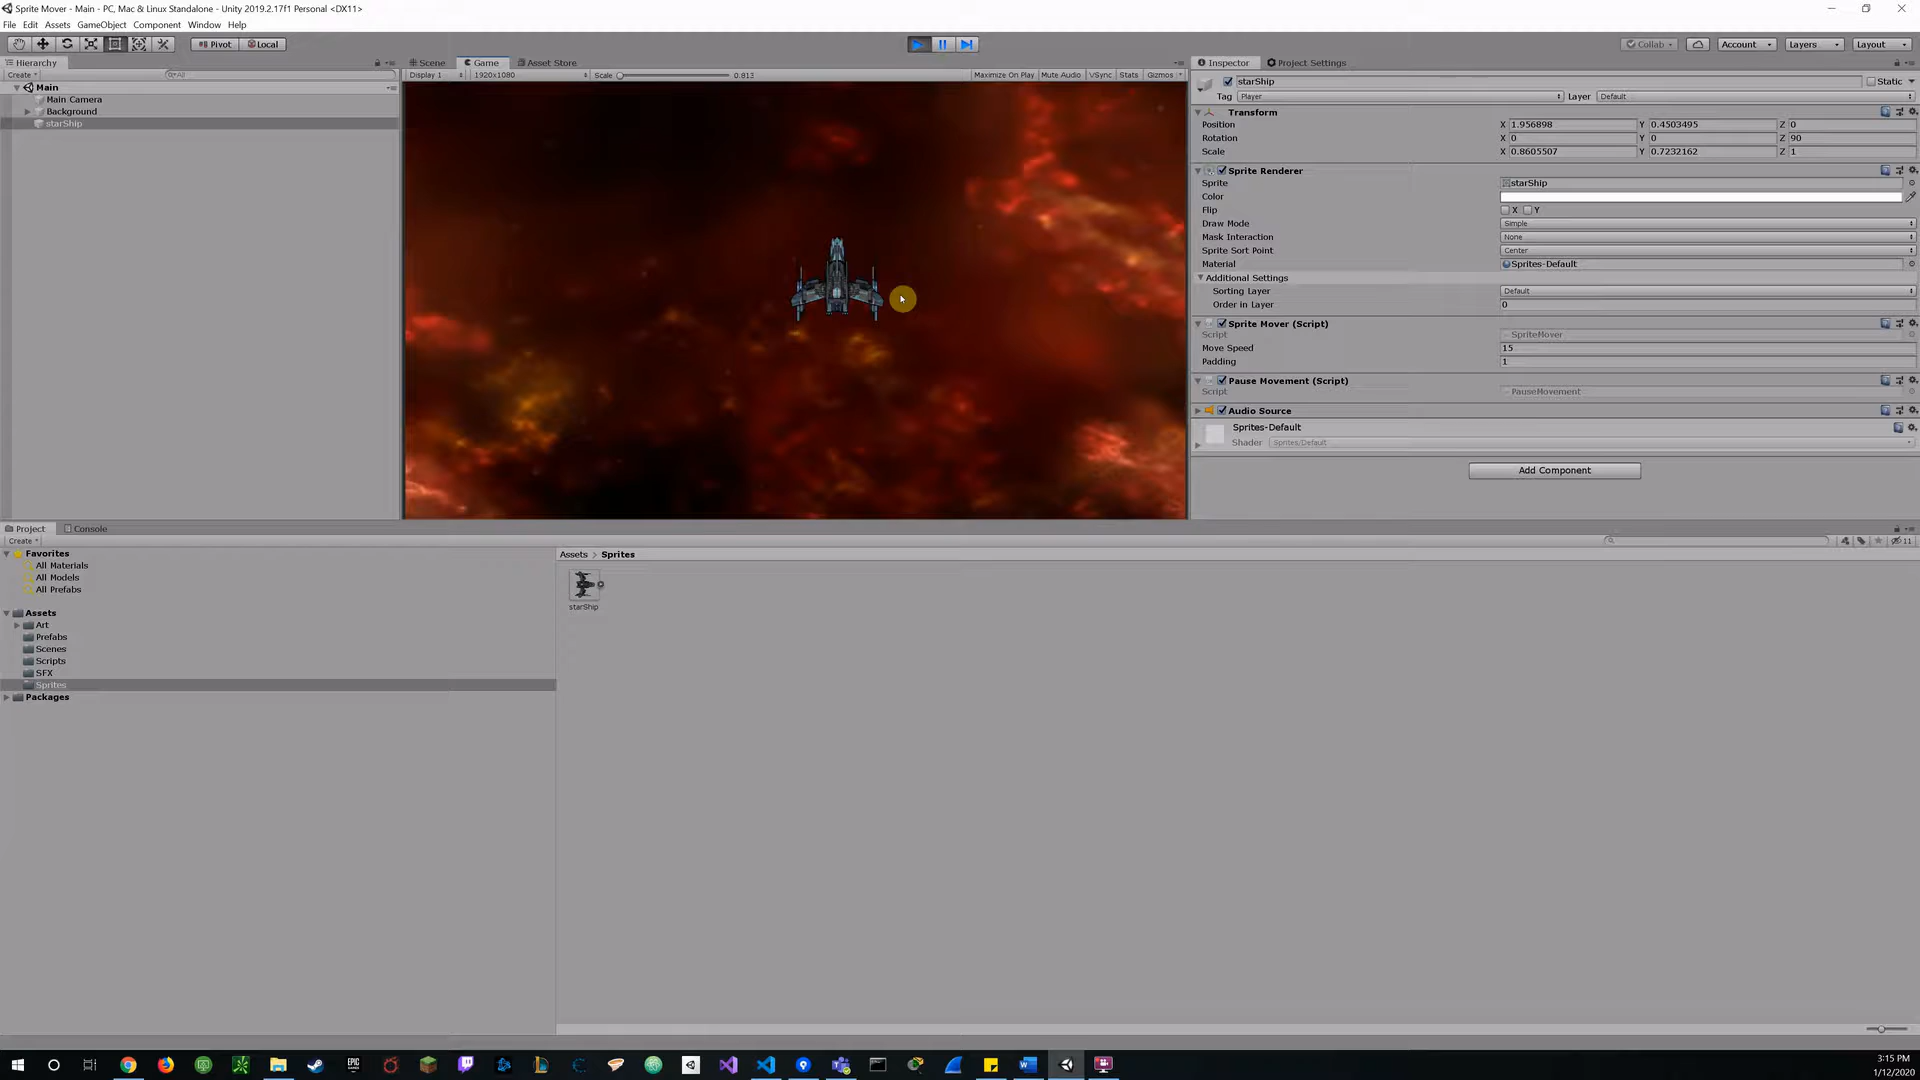 Sprite Mover - Main - PC, Mac & Linux Standalone - Unity 2019.2.17f1 Personal <DX11>
File Edit Assets GameObject Component Window Help
Pivot Local Collab Account Layers Layout
Hierarchy
Create All
Main
Main Camera
Background
starShip
Scene Game Asset Store
Display 1 1920x1080 Scale 0.813 Maximize On Play Mute Audio VSync Stats Gizmos
Inspector Project Settings
starShip Static
Tag Player Layer Default
Transform
Position X 1.956898 Y 0.4503495 Z 0
Rotation X 0 Y 0 Z 90
Scale X 0.8605507 Y 0.7232162 Z 1
Sprite Renderer
Sprite starShip
Color
Flip X Y
Draw Mode Simple
Mask Interaction None
Sprite Sort Point Center
Material Sprites-Default
Additional Settings
Sorting Layer Default
Order in Layer 0
Sprite Mover (Script)
Script SpriteMover
Move Speed 15
Padding 1
Pause Movement (Script)
Script PauseMovement
Audio Source
Sprites-Default
Shader Sprites/Default
Add Component
Project Console
Create
11
Favorites
All Materials
All Models
All Prefabs
Assets
Art
Prefabs
Scenes
Scripts
SFX
Sprites
Packages
Assets > Sprites
starShip
EPIC
3:15 PM
1/12/2020